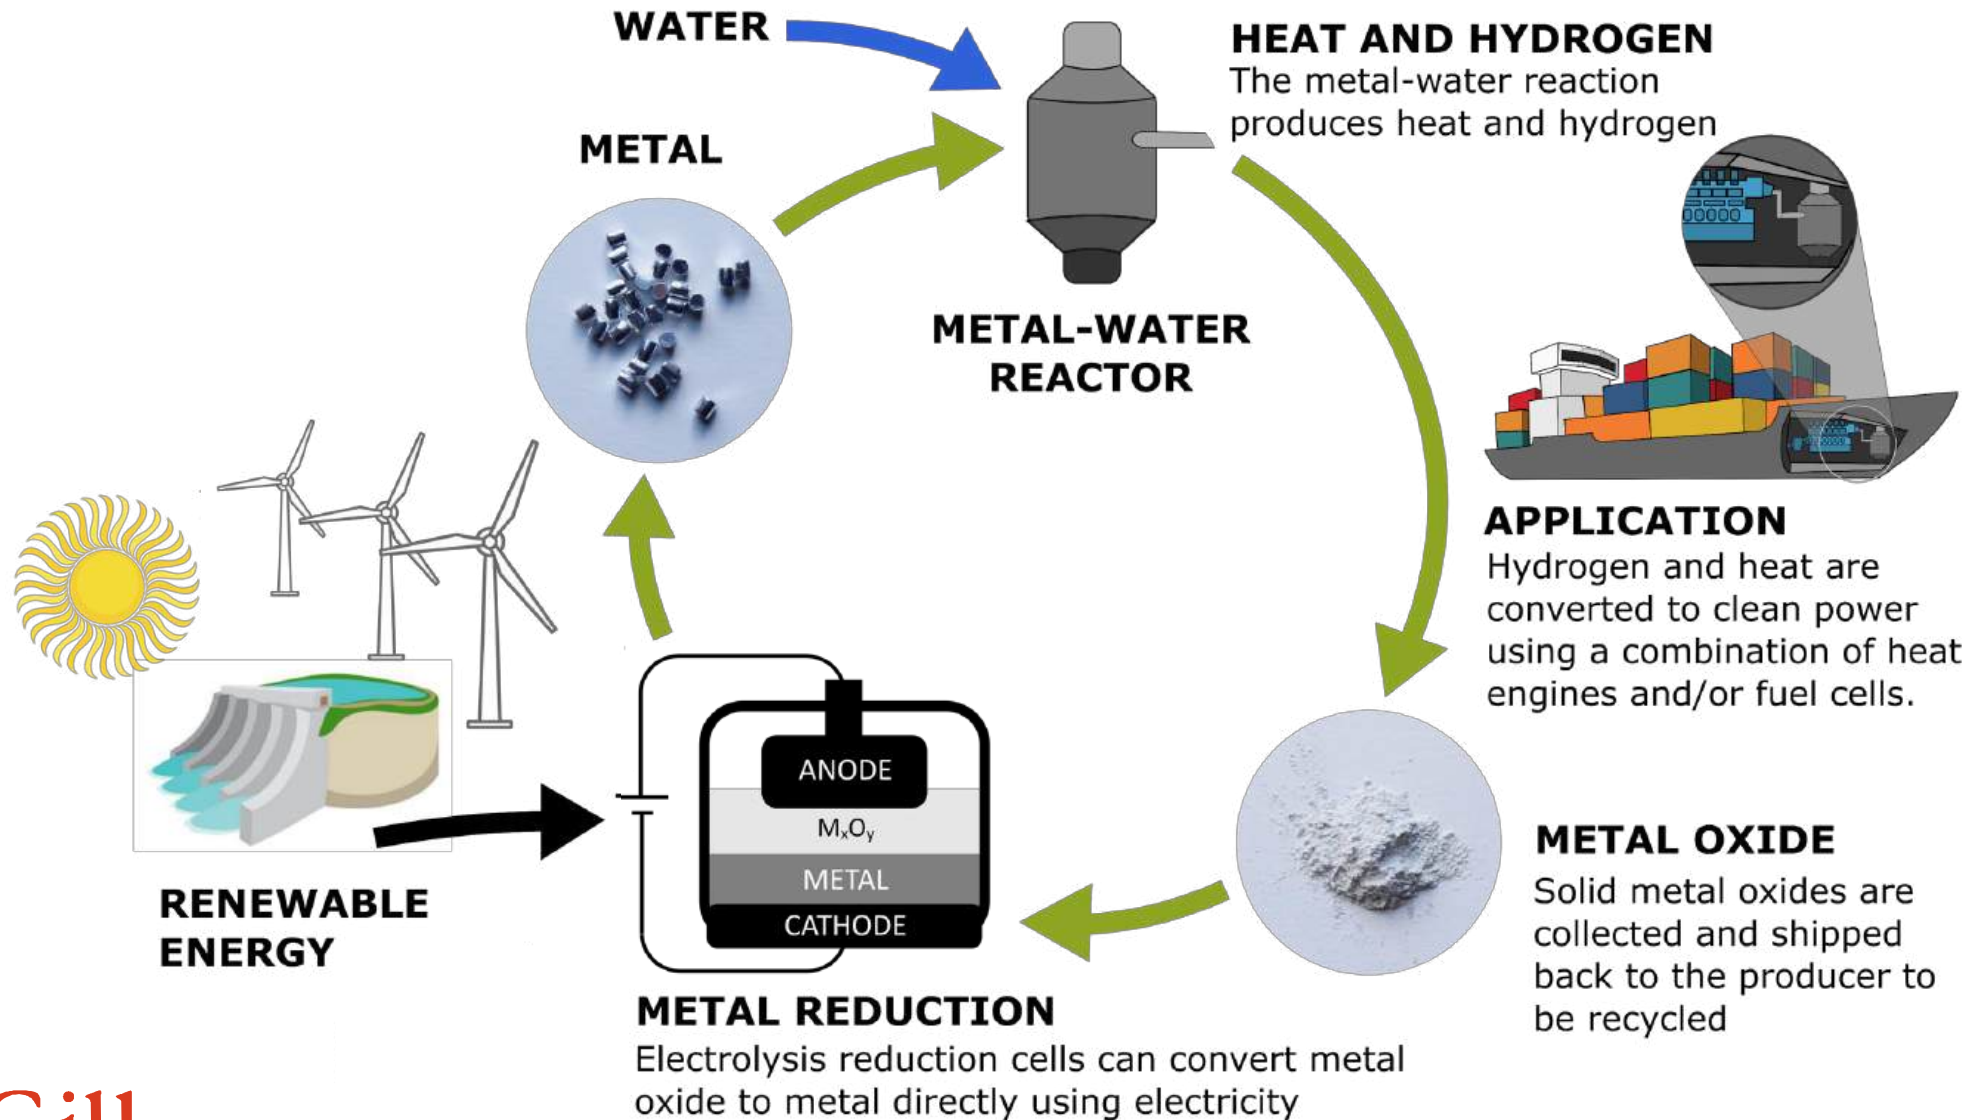 WATER
HEAT AND HYDROGEN
The metal-water reaction
produces heat and hydrogen
METAL
METAL-WATER
REACTOR
APPLICATION
Hydrogen and heat are
converted to clean power
using a combination of heat
engines and/or fuel cells.
ANODE
MₓOᵧ
METAL
CATHODE
RENEWABLE
ENERGY
METAL OXIDE
Solid metal oxides are
collected and shipped
back to the producer to
be recycled
METAL REDUCTION
Electrolysis reduction cells can convert metal
oxide to metal directly using electricity